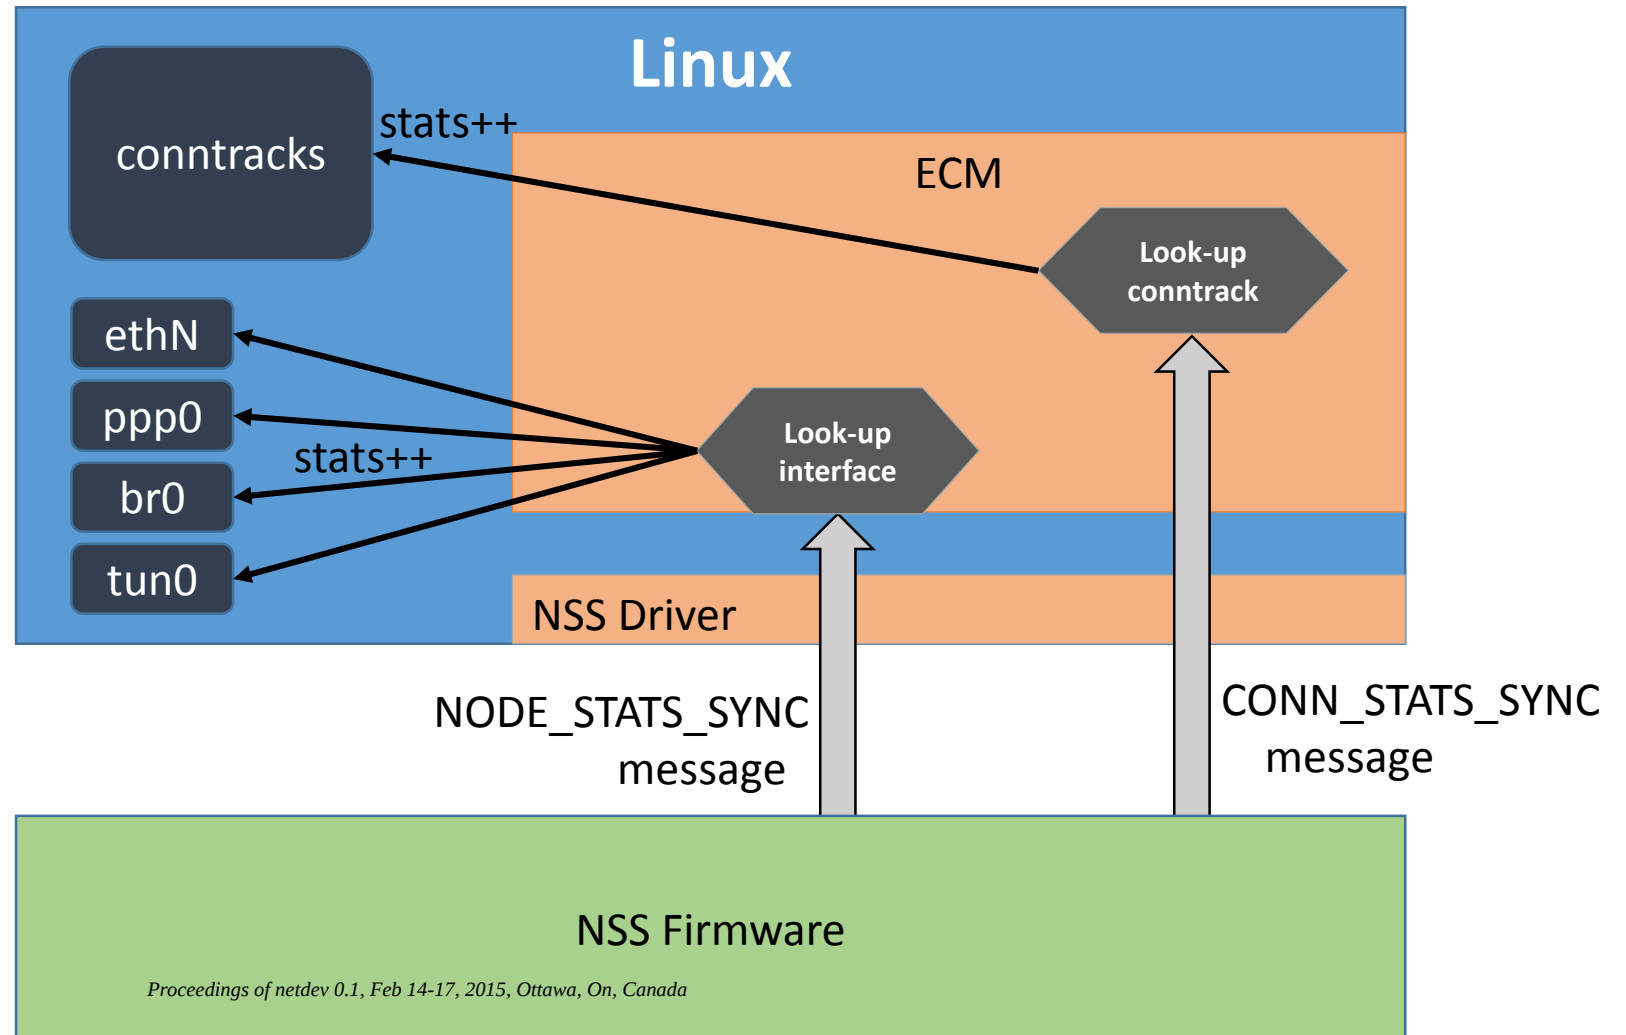 Linux
stats++
conntracks
ECM
Look-up
conntrack
ethN
ppp0
Look-up
stats++
interface
br0
tun0
NSS Driver
NODE_STATS_SYNC
message
CONN_STATS_SYNC
message
NSS Firmware
Proceedings of netdev 0.1, Feb 14-17, 2015, Ottawa, On, Canada